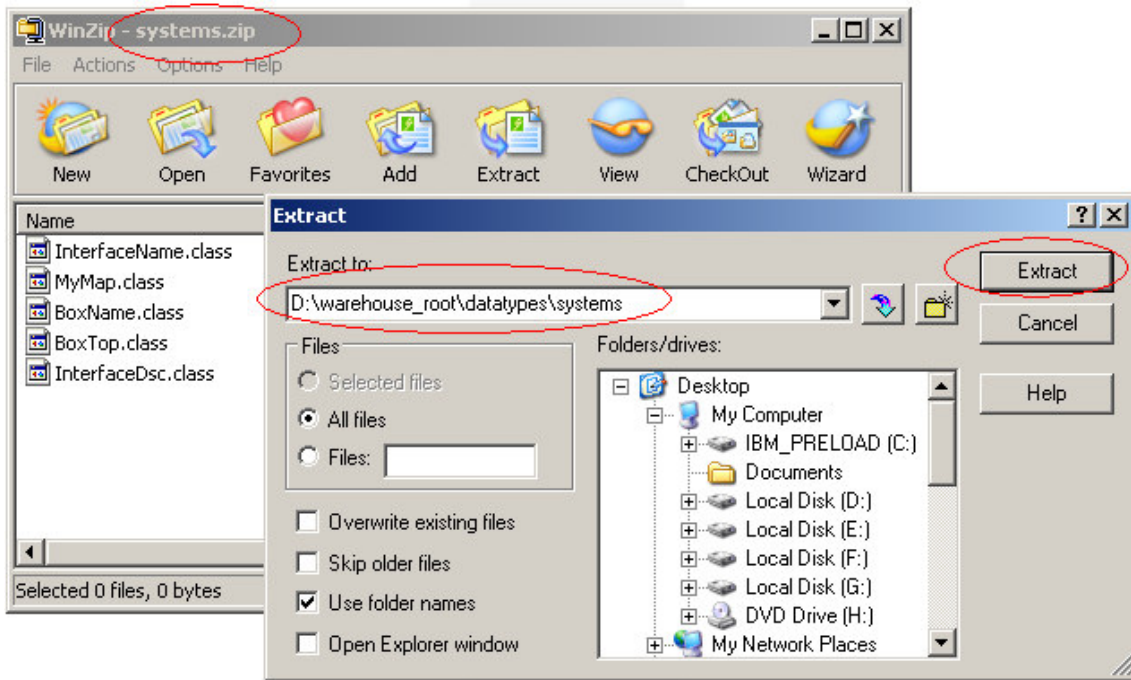 WinZip - systems.zip
File Actions Options Help
New Open Favorites Add Extract View CheckOut Wizard
Name
InterfaceName.class
MyMap.class
BoxName.class
BoxTop.class
InterfaceDsc.class
Selected 0 files, 0 bytes
Extract
Extract to:
D:\warehouse_root\datatypes\systems
Extract
Cancel
Help
Files
Selected files
All files
Files:
Overwrite existing files
Skip older files
Use folder names
Open Explorer window
Folders/drives:
Desktop
My Computer
IBM_PRELOAD (C:)
Documents
Local Disk (D:)
Local Disk (E:)
Local Disk (F:)
Local Disk (G:)
DVD Drive (H:)
My Network Places